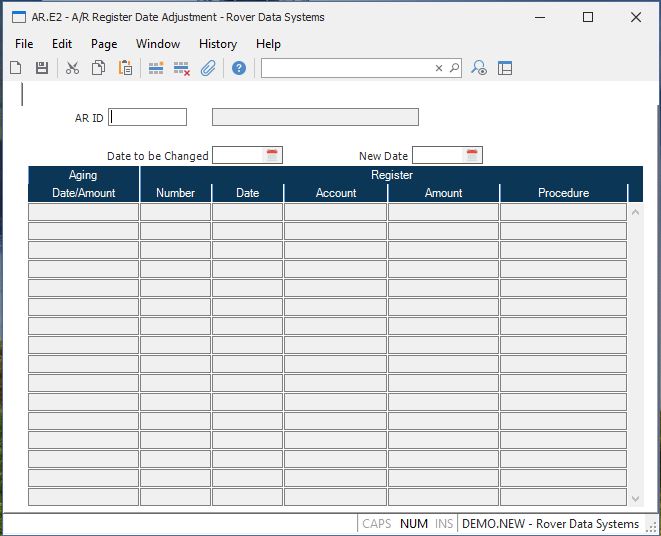 AR.E2 - A/R Register Date Adjustment - Rover Data Systems
File Edit Page Window History Help
AR ID
Date to be Changed New Date
Aging Register
Date/Amount Number Date Account Amount Procedure
CAPS NUM INS DEMO.NEW - Rover Data Systems